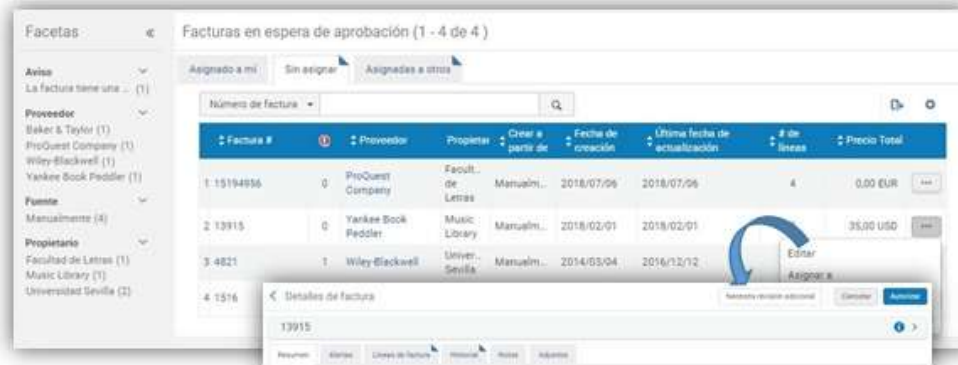 Facetas «
Aviso
La factura tiene una ... (1)
Proveedor
Baker & Taylor (1)
ProQuest Company (1)
Wiley-Blackwell (1)
Yankee Book Peddler (1)
Fuente
Manualmente (4)
Propietario
Facultad de Letras (1)
Music Library (1)
Universidad Sevilla (2)
Facturas en espera de aprobación (1 - 4 de 4 )
Asignado a mí Sin asignar Asignadas a otros
Número de factura
Factura # Proveedor Propietar Crear a partir de Fecha de creación Última fecha de actualización # de líneas Precio Total
1 15194936 0 ProQuest Company Facult... de Letras Manualm... 2018/07/06 2018/07/06 4 0,00 EUR
2 13915 0 Yankee Book Peddler Music Library Manualm... 2018/02/01 2018/02/01 35,00 USD
3 4821 1 Wiley-Blackwell Univer... Sevilla Manualm... 2014/03/04 2016/12/12
4 1516
Editar
Asignar a
Detalles de factura Necesita revisión adicional Cancelar Autorizar
13915
Resumen Alertas Líneas de factura Historial Notas Adjuntos